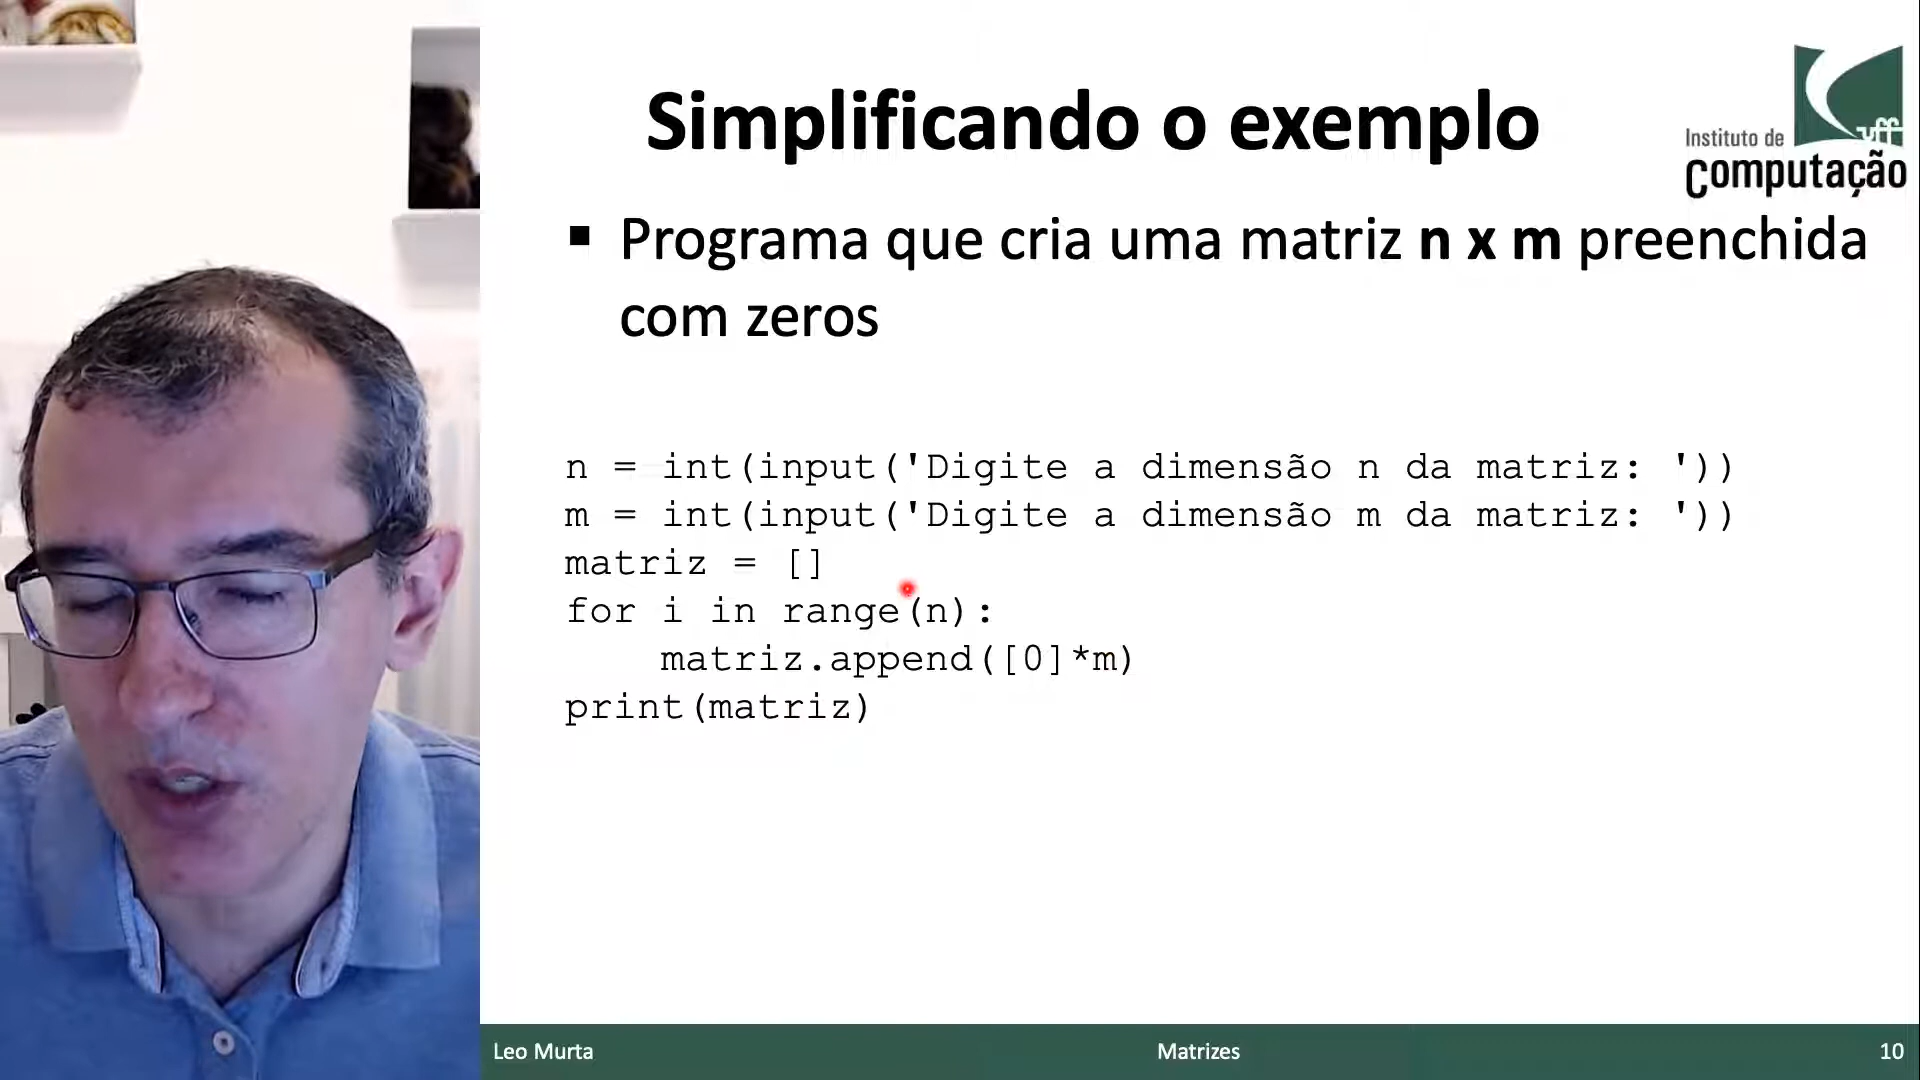 Simplificando o exemplo
Instituto de
uff
Computação
▪ Programa que cria uma matriz n x m preenchida
com zeros
n = int(input('Digite a dimensão n da matriz: '))
m = int(input('Digite a dimensão m da matriz: '))
matriz = []
for i in range(n):
    matriz.append([0]*m)
print(matriz)
Leo Murta
Matrizes
10